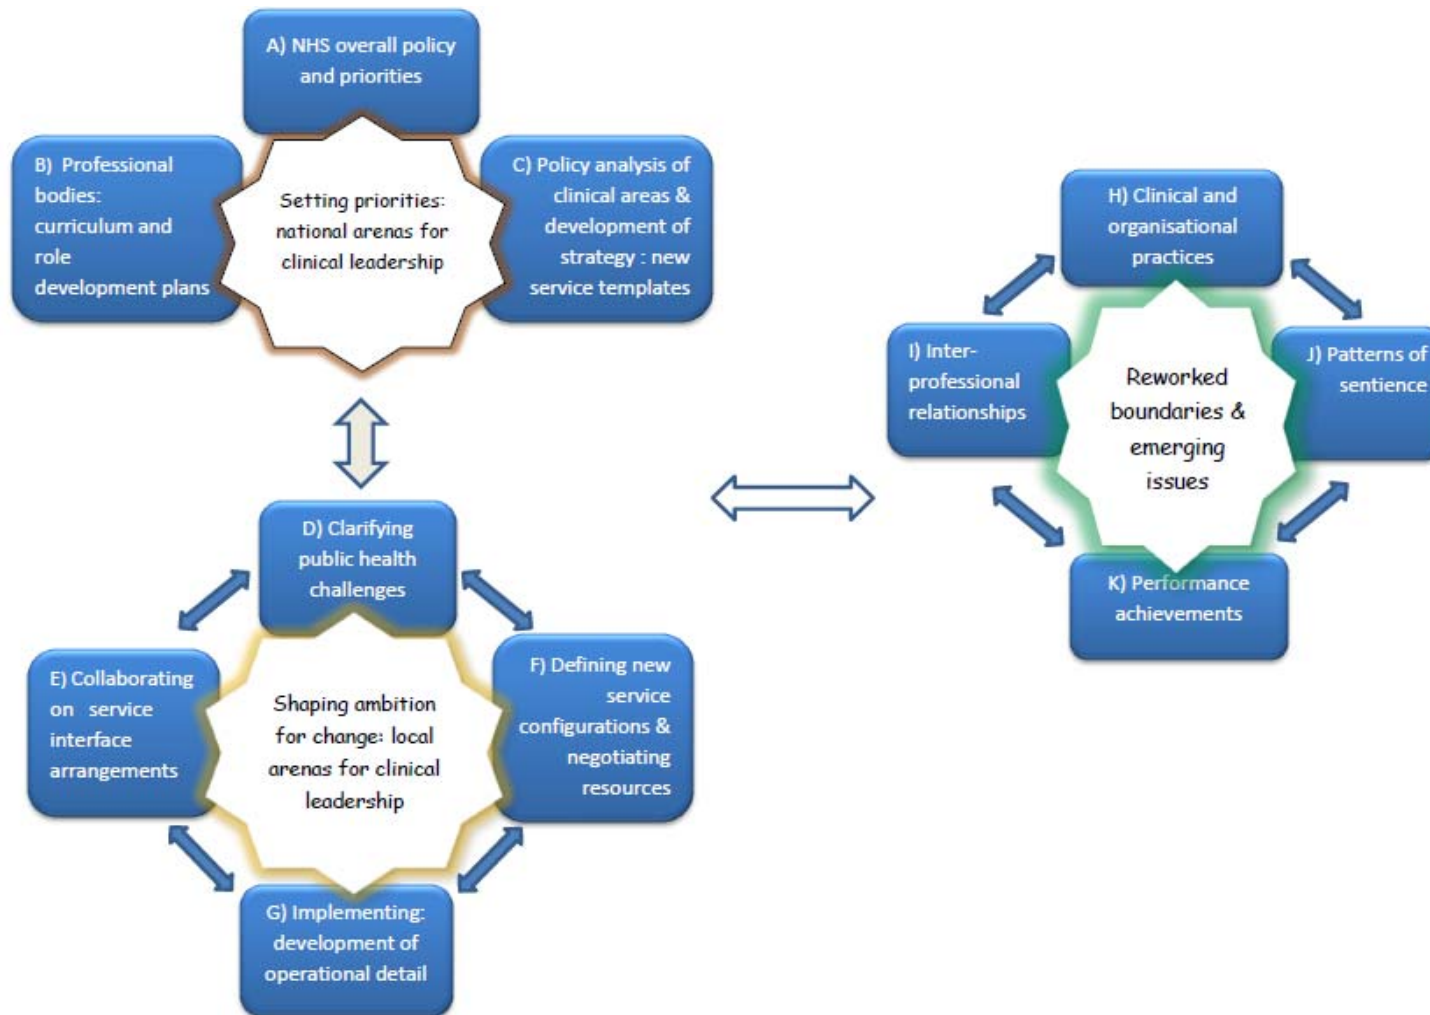 A) NHS overall policy
and priorities
B) Professional
bodies:
curriculum and
role
development plans
Setting priorities:
national arenas for
clinical leadership
C) Policy analysis of
clinical areas &
development of
strategy : new
service templates
D) Clarifying
public health
challenges
E) Collaborating
on service
interface
arrangements
Shaping ambition
for change: local
arenas for clinical
leadership
F) Defining new
service
configurations &
negotiating
resources
G) Implementing:
development of
operational detail
H) Clinical and
organisational
practices
I) Inter-
professional
relationships
Reworked
boundaries &
emerging
issues
J) Patterns of
sentience
K) Performance
achievements